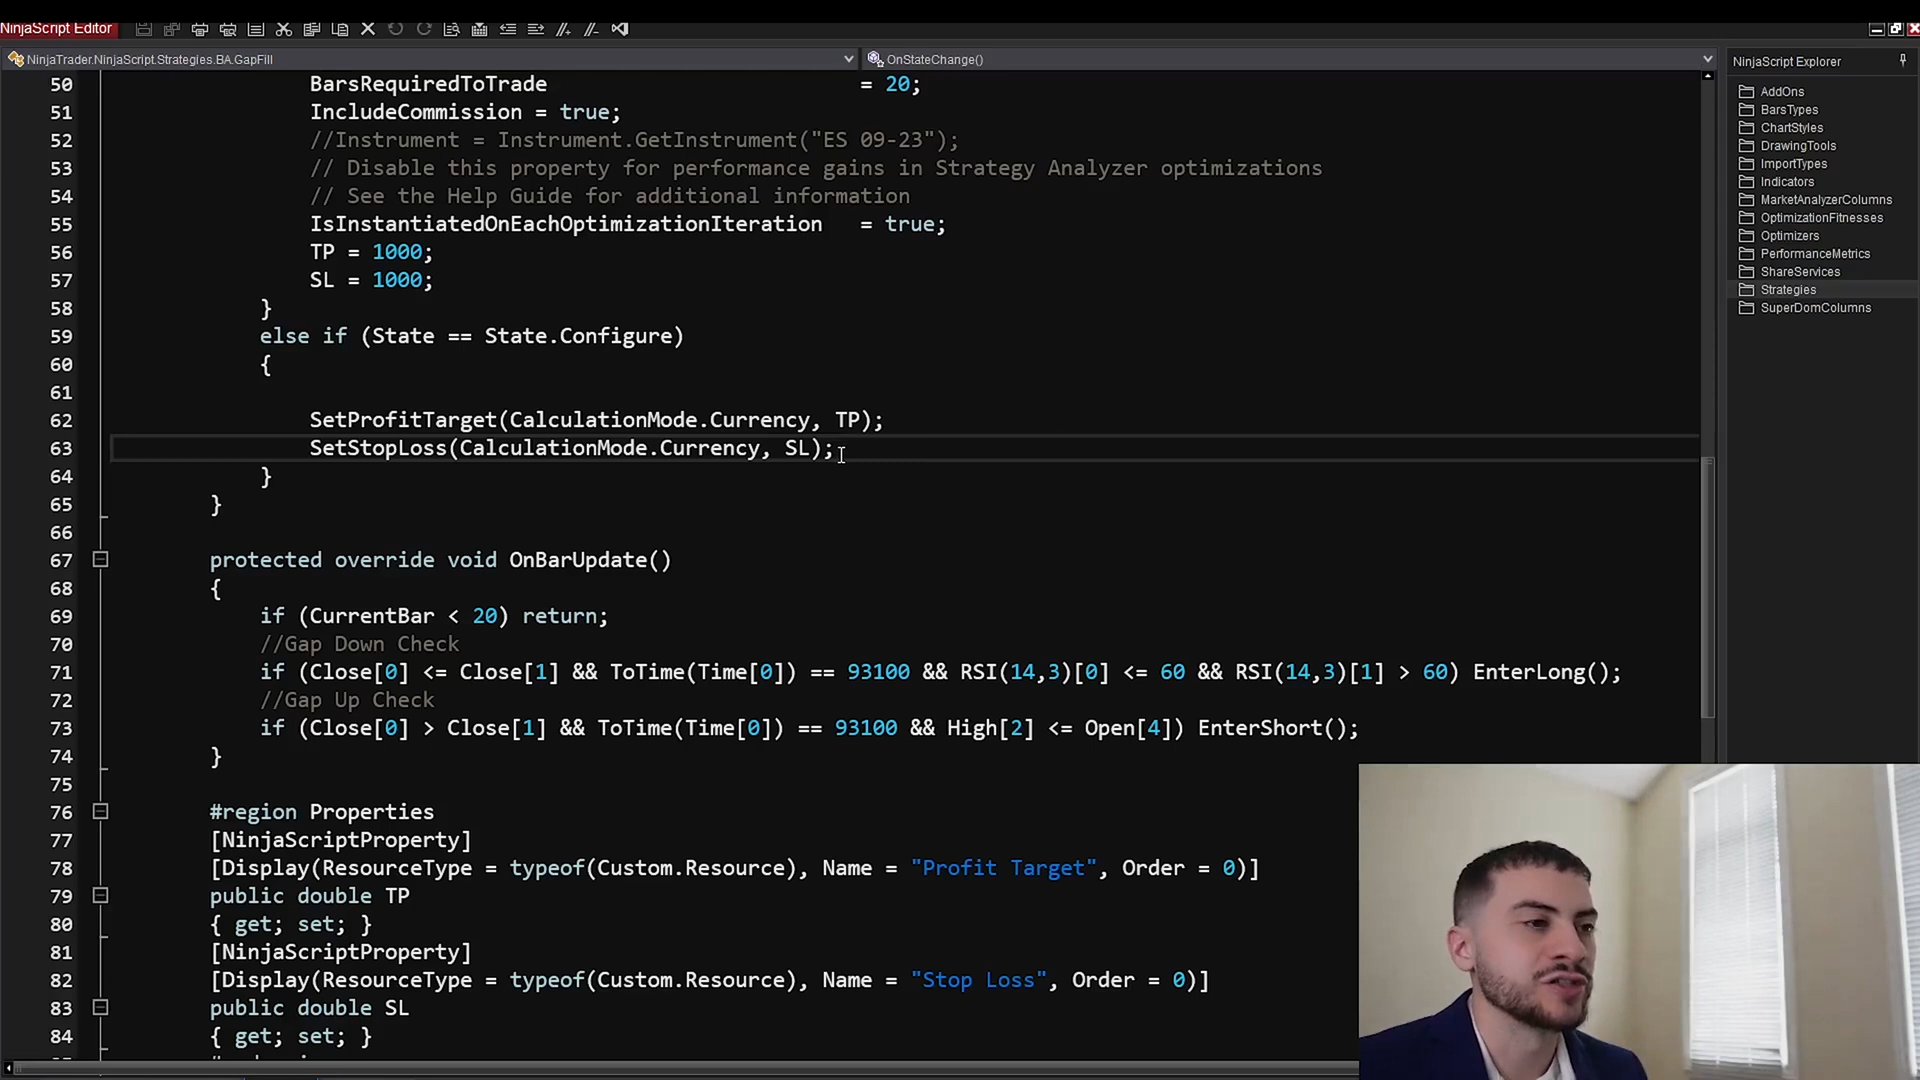 NinjaScript Editor
NinjaTrader.NinjaScript.Strategies.BA.GapFill
OnStateChange()
50 BarsRequiredToTrade = 20;
51 IncludeCommission = true;
52 //Instrument = Instrument.GetInstrument("ES 09-23");
53 // Disable this property for performance gains in Strategy Analyzer optimizations
54 // See the Help Guide for additional information
55 IsInstantiatedOnEachOptimizationIteration = true;
56 TP = 1000;
57 SL = 1000;
58 }
59 else if (State == State.Configure)
60 {
61
62 SetProfitTarget(CalculationMode.Currency, TP);
63 SetStopLoss(CalculationMode.Currency, SL);
64 }
65 }
66
67 protected override void OnBarUpdate()
68 {
69 if (CurrentBar < 20) return;
70 //Gap Down Check
71 if (Close[0] <= Close[1] && ToTime(Time[0]) == 93100 && RSI(14,3)[0] <= 60 && RSI(14,3)[1] > 60) EnterLong();
72 //Gap Up Check
73 if (Close[0] > Close[1] && ToTime(Time[0]) == 93100 && High[2] <= Open[4]) EnterShort();
74 }
75
76 #region Properties
77 [NinjaScriptProperty]
78 [Display(ResourceType = typeof(Custom.Resource), Name = "Profit Target", Order = 0)]
79 public double TP
80 { get; set; }
81 [NinjaScriptProperty]
82 [Display(ResourceType = typeof(Custom.Resource), Name = "Stop Loss", Order = 0)]
83 public double SL
84 { get; set; }
NinjaScript Explorer
AddOns
BarsTypes
ChartStyles
DrawingTools
ImportTypes
Indicators
MarketAnalyzerColumns
OptimizationFitnesses
Optimizers
PerformanceMetrics
ShareServices
Strategies
SuperDomColumns